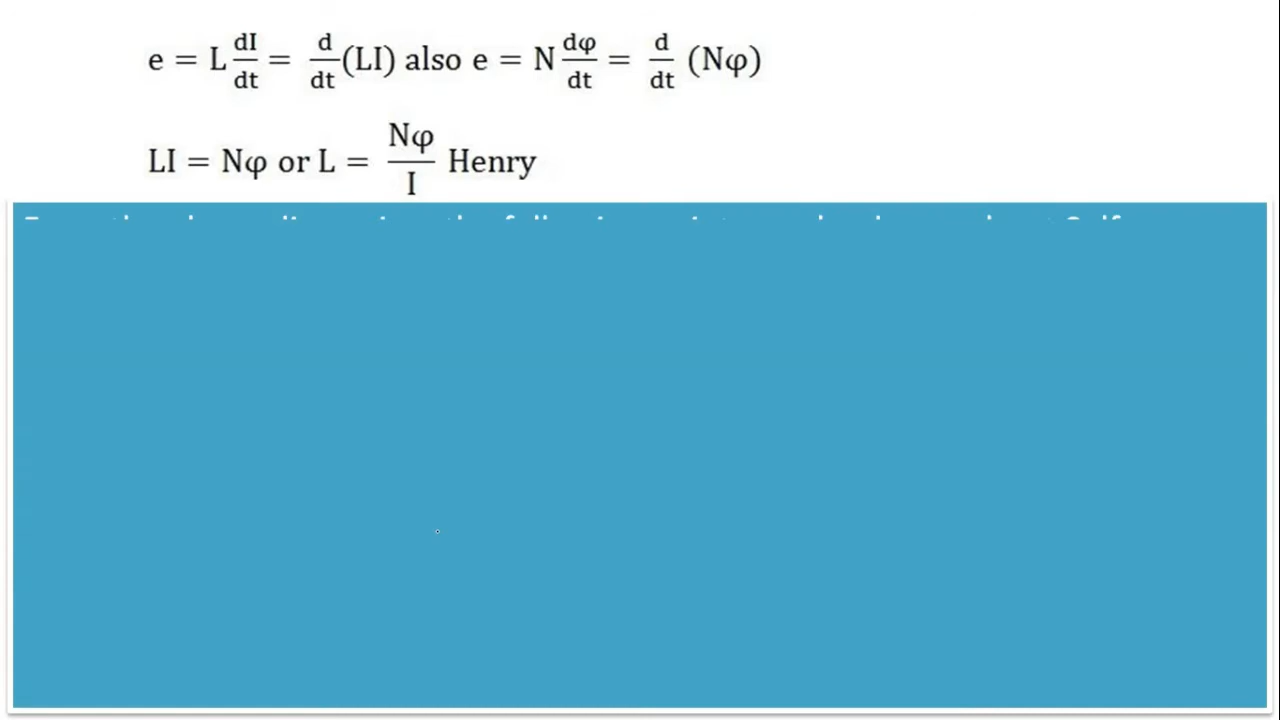 e = L dI/dt = d/dt (LI) also e = N dφ/dt = d/dt (Nφ)
LI = Nφ or L = Nφ/I Henry